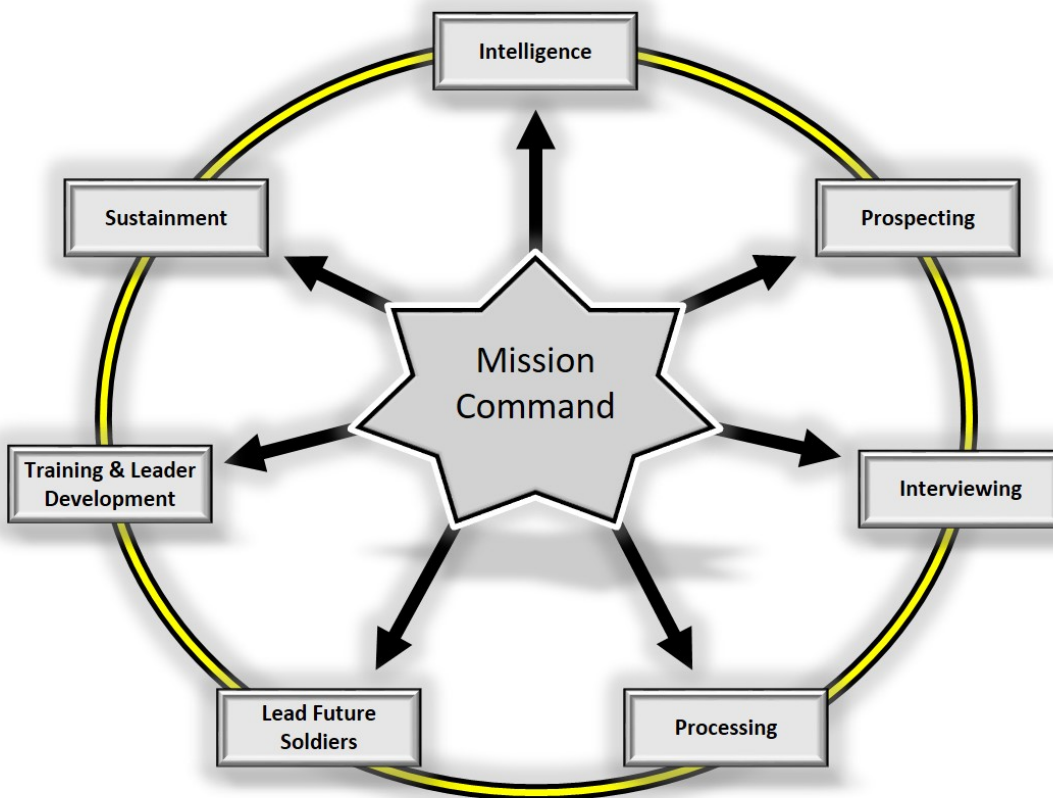 Intelligence
Sustainment
Prospecting
Mission
Command
Training & Leader
Development
Interviewing
Lead Future
Soldiers
Processing